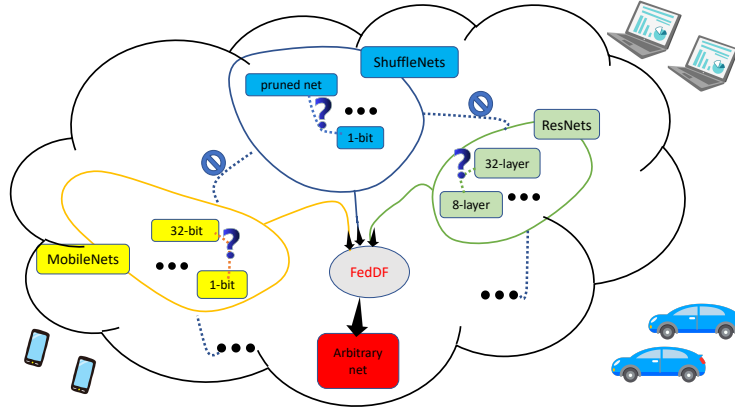 ShuffleNets
pruned net
?
1-bit
ResNets
?
32-layer
8-layer
32-bit
?
MobileNets
1-bit
FedDF
Arbitrary
net